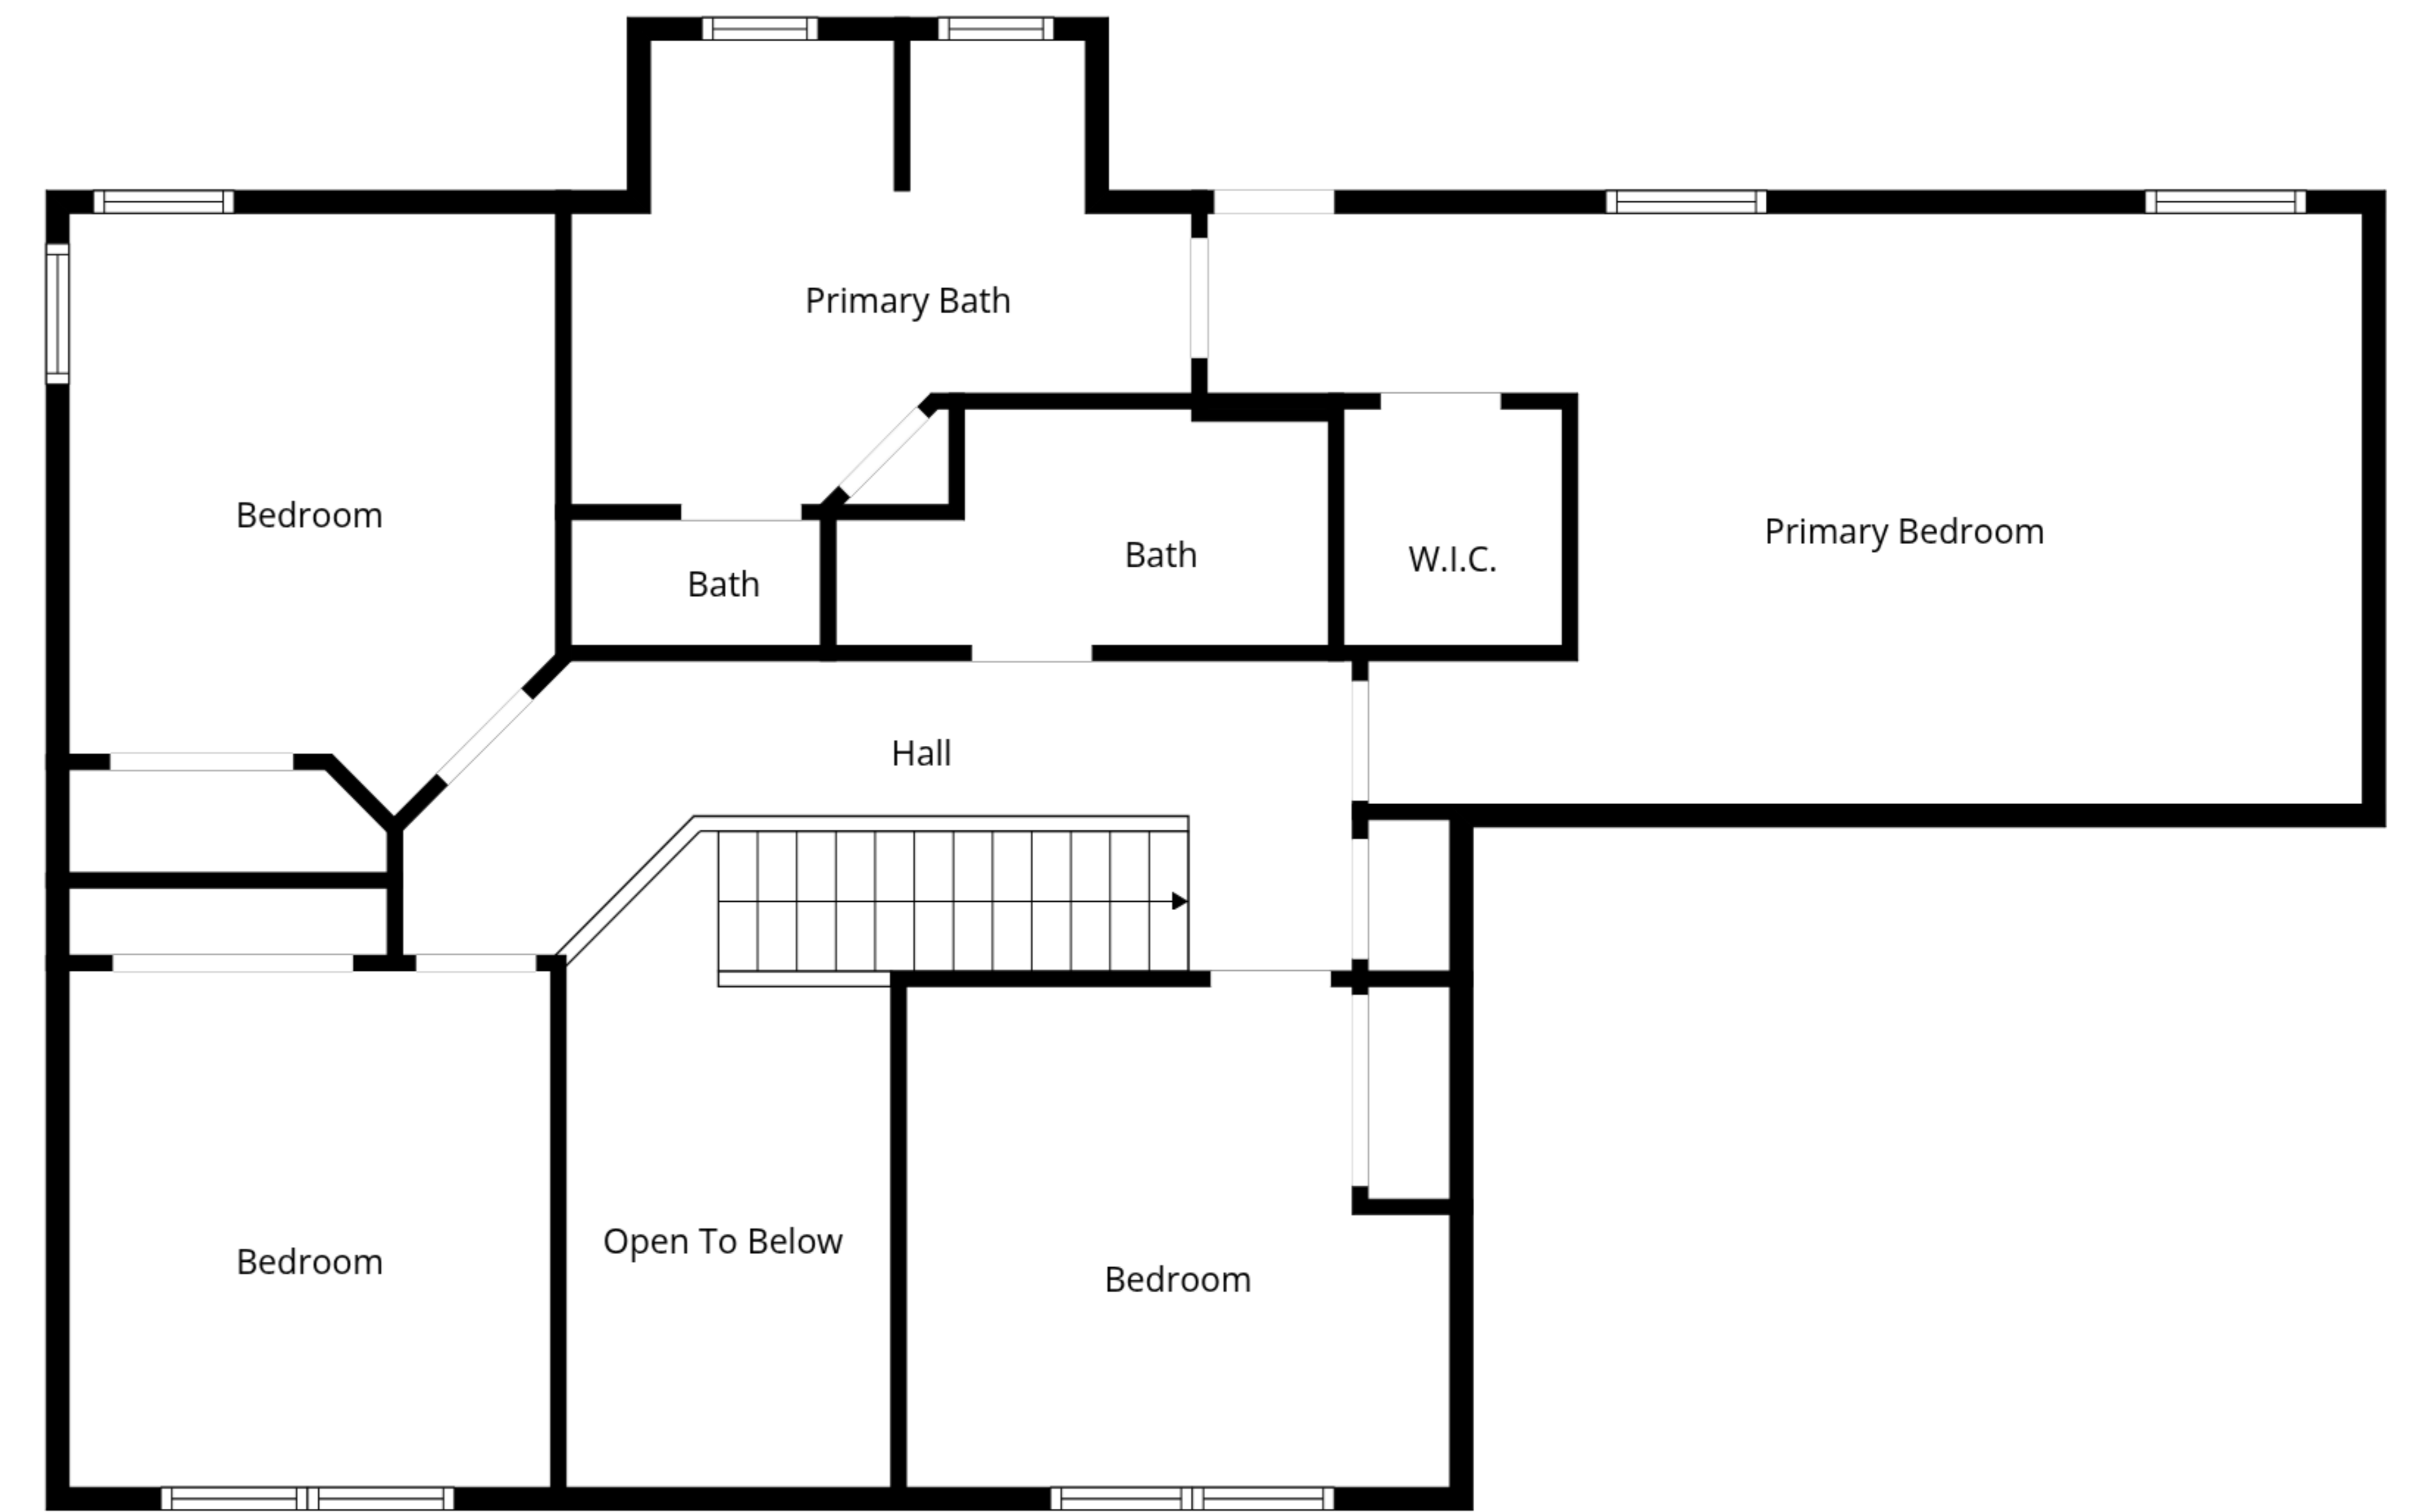 Primary Bath
Bedroom
Primary Bedroom
Bath
W.I.C.
Bath
Hall
Open To Below
Bedroom
Bedroom